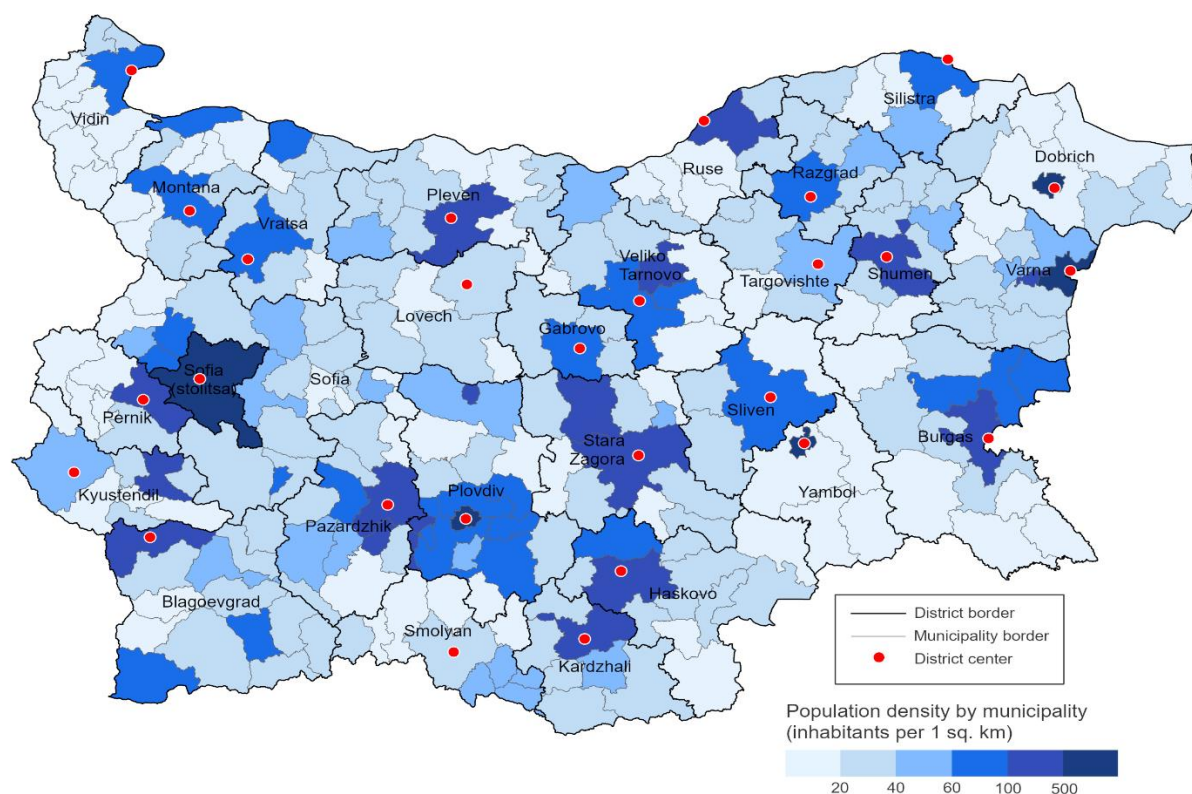 Vidin
Silistra
Dobrich
Montana
Pleven
Ruse
Razgrad
Vratsa
Veliko
Tarnovo
Targovishte
Shumen
Varna
Lovech
Gabrovo
Sofia
(stolitsa)
Sofia
Pernik
Sliven
Burgas
Stara
Zagora
Kyustendil
Yambol
Pazardzhik
Plovdiv
Haskovo
Blagoevgrad
Smolyan
Kardzhali
District border
Municipality border
District center
Population density by municipality
(inhabitants per 1 sq. km)
20 40 60 100 500